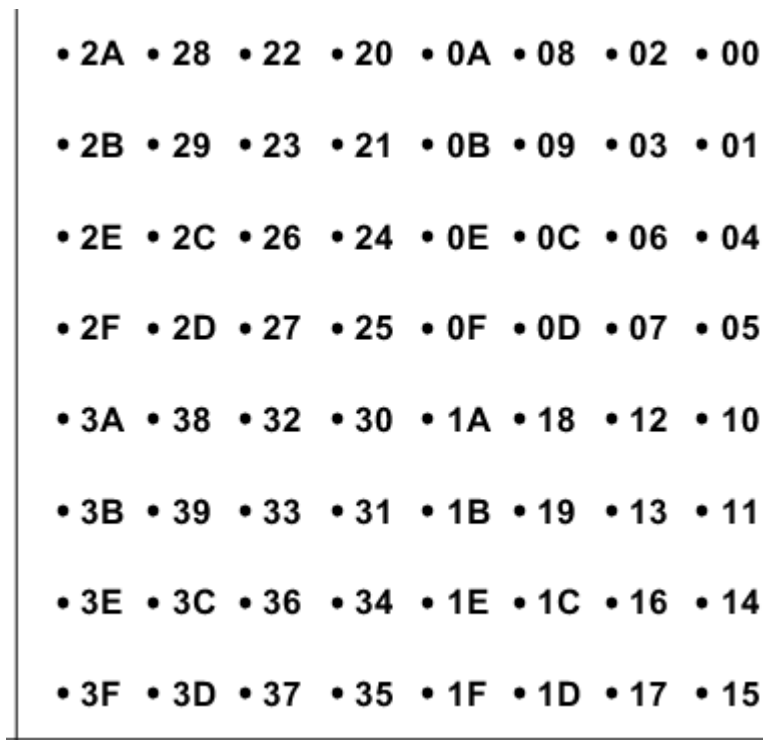 • 2A • 28 • 22 • 20 • 0A • 08 • 02 • 00
• 2B • 29 • 23 • 21 • 0B • 09 • 03 • 01
• 2E • 2C • 26 • 24 • 0E • 0C • 06 • 04
• 2F • 2D • 27 • 25 • 0F • 0D • 07 • 05
• 3A • 38 • 32 • 30 • 1A • 18 • 12 • 10
• 3B • 39 • 33 • 31 • 1B • 19 • 13 • 11
• 3E • 3C • 36 • 34 • 1E • 1C • 16 • 14
• 3F • 3D • 37 • 35 • 1F • 1D • 17 • 15